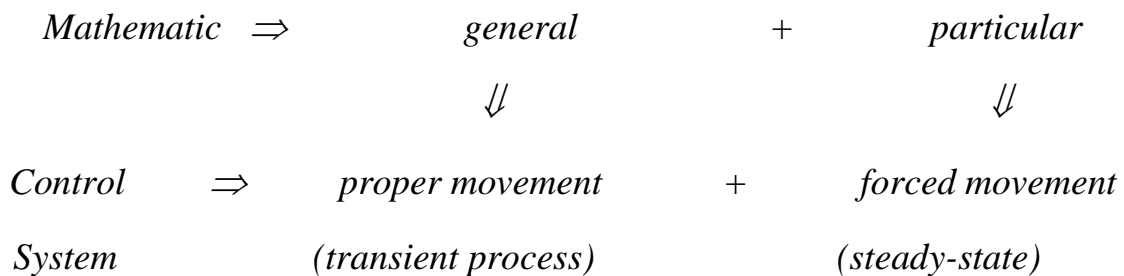 Mathematic ⇒ general + particular
⇓ ⇓
Control ⇒ proper movement + forced movement
System (transient process) (steady-state)